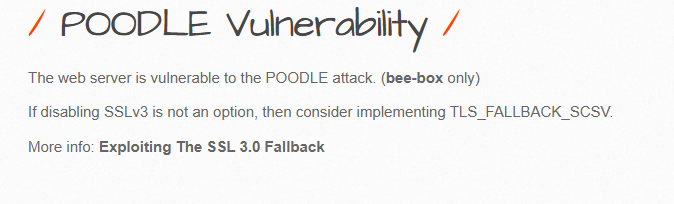 / POODLE Vulnerability /
The web server is vulnerable to the POODLE attack. (bee-box only)
If disabling SSLv3 is not an option, then consider implementing TLS_FALLBACK_SCSV.
More info: Exploiting The SSL 3.0 Fallback